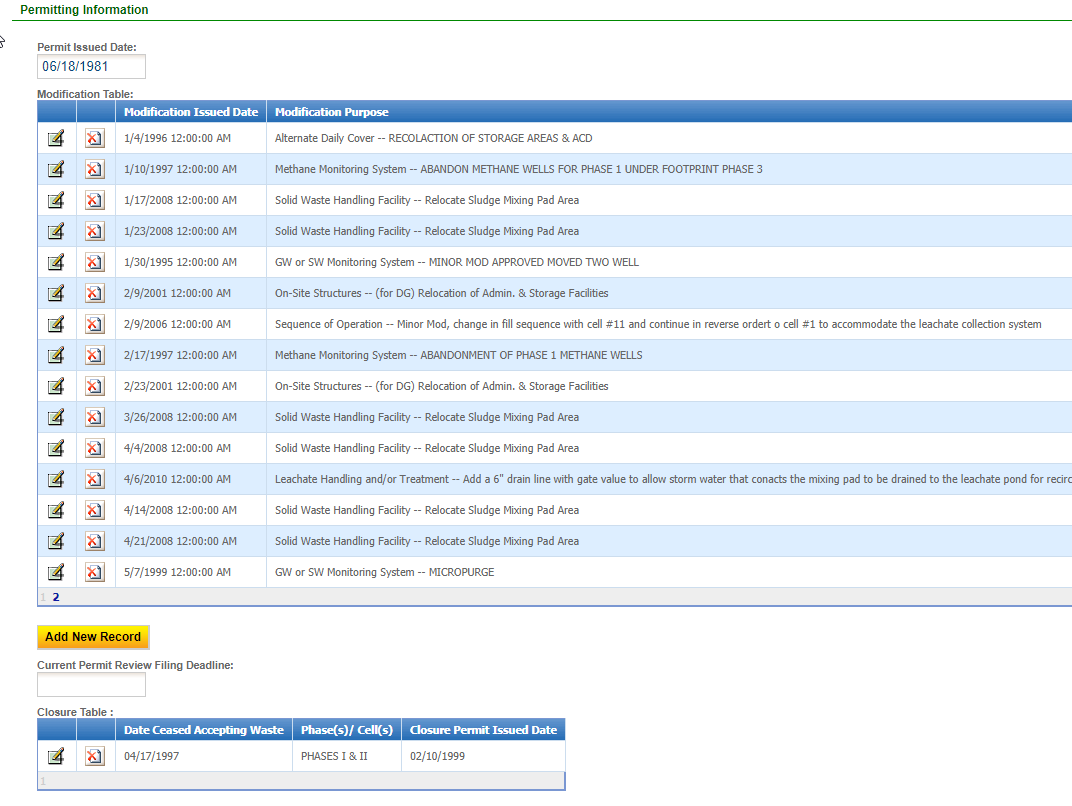 Permitting Information
Permit Issued Date:
06/18/1981
Modification Table:
Modification Issued Date Modification Purpose
1/4/1996 12:00:00 AM Alternate Daily Cover -- RECOLACTION OF STORAGE AREAS & ACD
1/10/1997 12:00:00 AM Methane Monitoring System -- ABANDON METHANE WELLS FOR PHASE 1 UNDER FOOTPRINT PHASE 3
1/17/2008 12:00:00 AM Solid Waste Handling Facility -- Relocate Sludge Mixing Pad Area
1/23/2008 12:00:00 AM Solid Waste Handling Facility -- Relocate Sludge Mixing Pad Area
1/30/1995 12:00:00 AM GW or SW Monitoring System -- MINOR MOD APPROVED MOVED TWO WELL
2/9/2001 12:00:00 AM On-Site Structures -- (for DG) Relocation of Admin. & Storage Facilities
2/9/2006 12:00:00 AM Sequence of Operation -- Minor Mod, change in fill sequence with cell #11 and continue in reverse ordert o cell #1 to accommodate the leachate collection system
2/17/1997 12:00:00 AM Methane Monitoring System -- ABANDONMENT OF PHASE 1 METHANE WELLS
2/23/2001 12:00:00 AM On-Site Structures -- (for DG) Relocation of Admin. & Storage Facilities
3/26/2008 12:00:00 AM Solid Waste Handling Facility -- Relocate Sludge Mixing Pad Area
4/4/2008 12:00:00 AM Solid Waste Handling Facility -- Relocate Sludge Mixing Pad Area
4/6/2010 12:00:00 AM Leachate Handling and/or Treatment -- Add a 6" drain line with gate value to allow storm water that conacts the mixing pad to be drained to the leachate pond for recirc
4/14/2008 12:00:00 AM Solid Waste Handling Facility -- Relocate Sludge Mixing Pad Area
4/21/2008 12:00:00 AM Solid Waste Handling Facility -- Relocate Sludge Mixing Pad Area
5/7/1999 12:00:00 AM GW or SW Monitoring System -- MICROPURGE
1 2
Add New Record
Current Permit Review Filing Deadline:
Closure Table :
Date Ceased Accepting Waste Phase(s)/ Cell(s) Closure Permit Issued Date
04/17/1997 PHASES I & II 02/10/1999
1